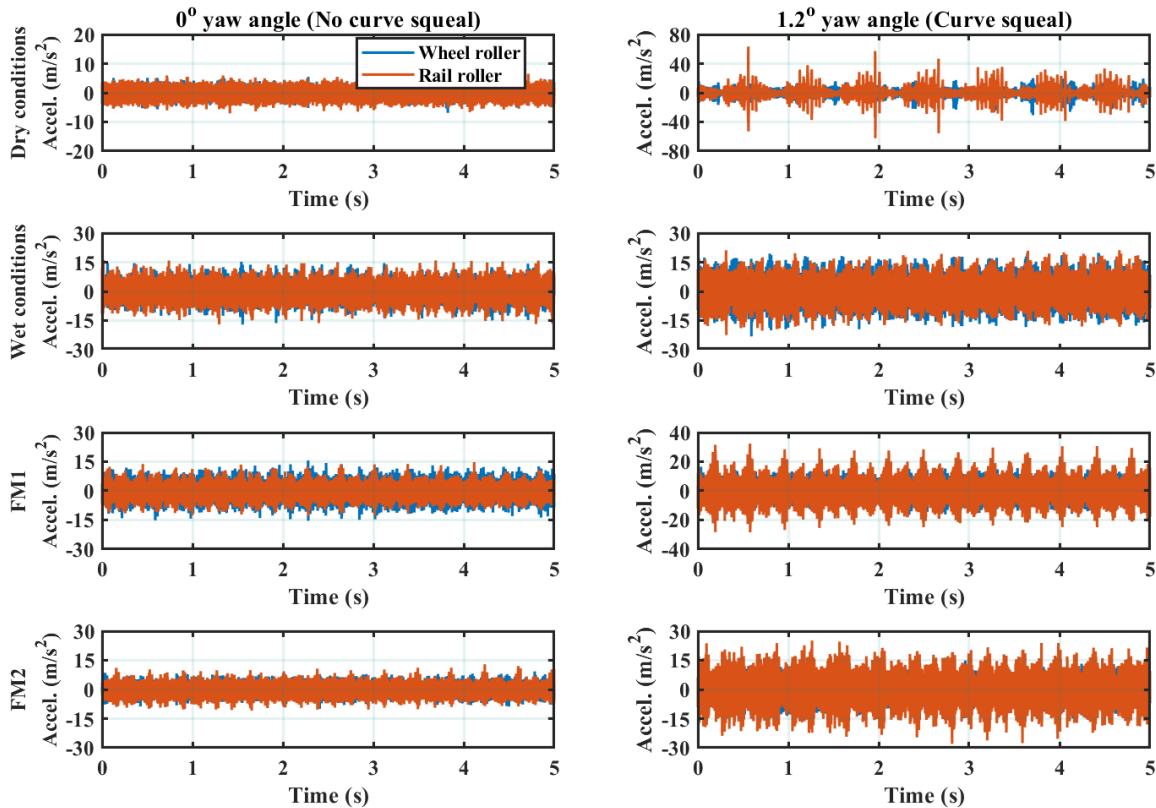 0° yaw angle (No curve squeal)
1.2° yaw angle (Curve squeal)
Wheel roller
Rail roller
Dry conditions
Accel. (m/s²)
20
10
0
-10
-20
0 1 2 3 4 5
Time (s)
Accel. (m/s²)
80
40
0
-40
-80
0 1 2 3 4 5
Time (s)
Wet conditions
Accel. (m/s²)
30
15
0
-15
-30
0 1 2 3 4 5
Time (s)
Accel. (m/s²)
30
15
0
-15
-30
0 1 2 3 4 5
Time (s)
FM1
Accel. (m/s²)
30
15
0
-15
-30
0 1 2 3 4 5
Time (s)
Accel. (m/s²)
40
20
0
-20
-40
0 1 2 3 4 5
Time (s)
FM2
Accel. (m/s²)
30
15
0
-15
-30
0 1 2 3 4 5
Time (s)
Accel. (m/s²)
30
15
0
-15
-30
0 1 2 3 4 5
Time (s)